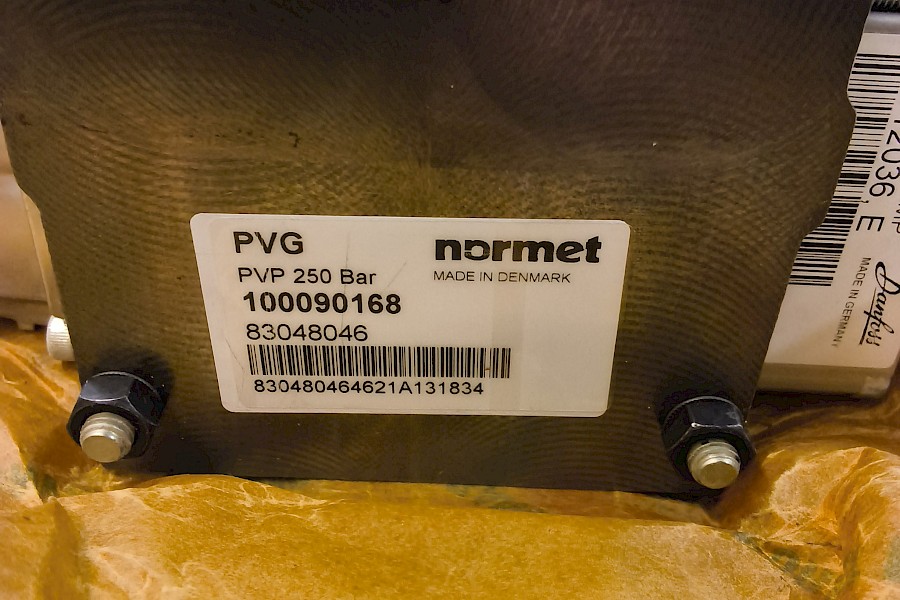 PVG
normet
PVP 250 Bar
MADE IN DENMARK
100090168
83048046
830480464621A131834
12036, E
Danfoss
MADE IN GERMANY